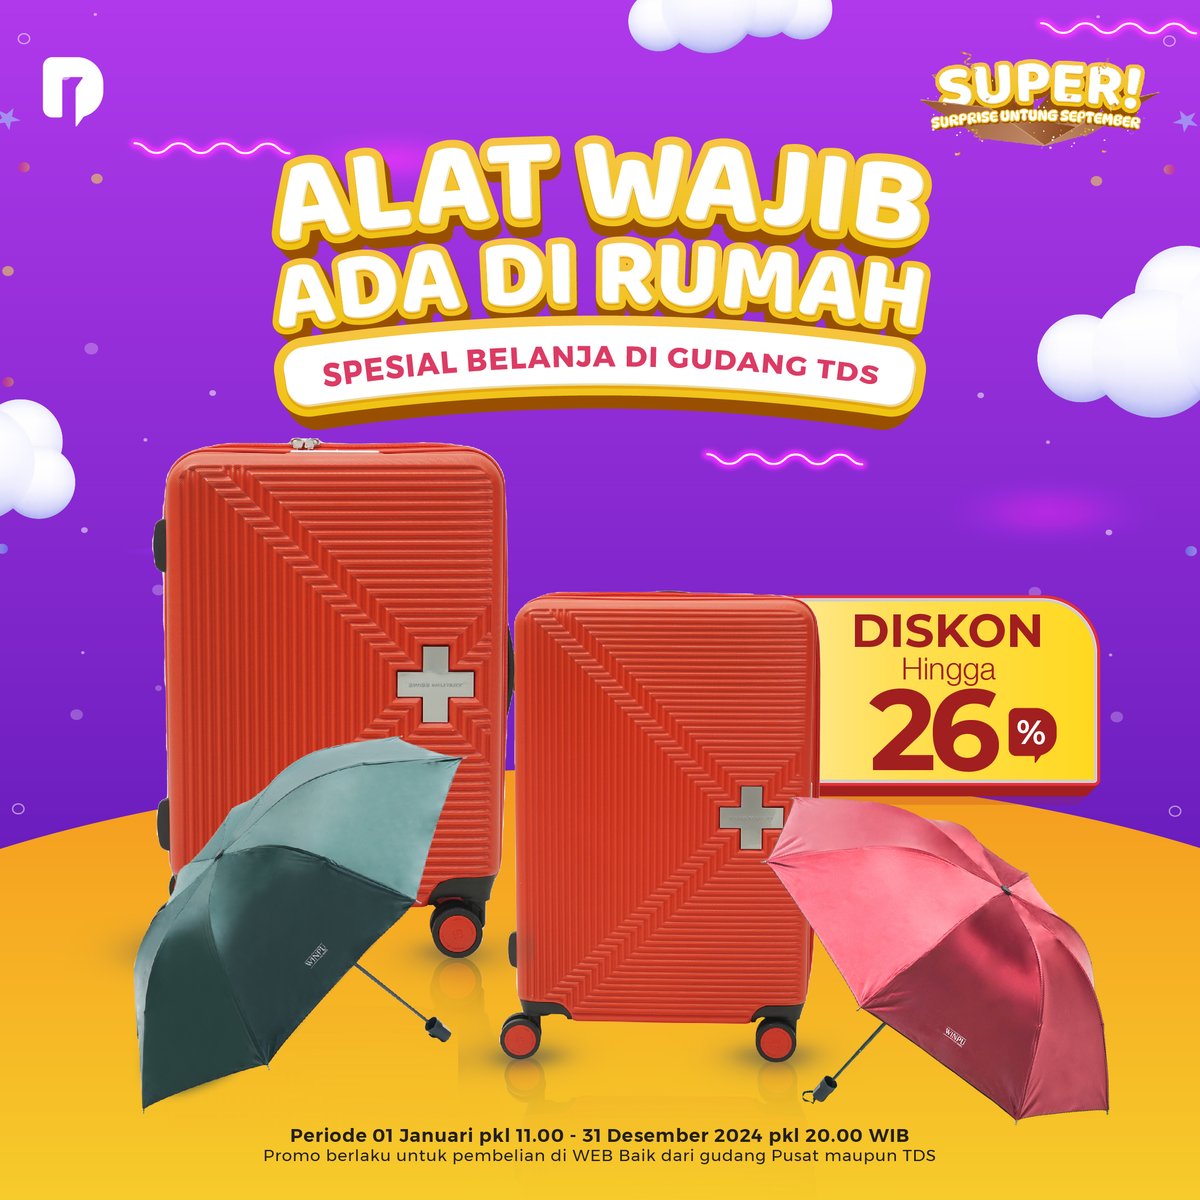 SUPER!
SURPRISE UNTUNG SEPTEMBER
ALAT WAJIB
ADA DI RUMAH
SPESIAL BELANJA DI GUDANG TDS
DISKON
Hingga
26%
SWISS MILITARY
WINPU
WINPU
Periode 01 Januari pkl 11.00 - 31 Desember 2024 pkl 20.00 WIB
Promo berlaku untuk pembelian di WEB Baik dari gudang Pusat maupun TDS